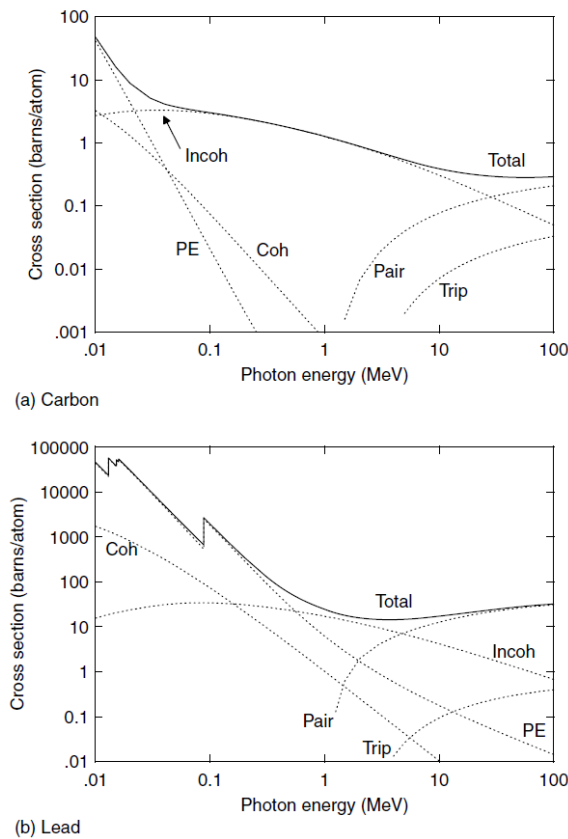 100
10
1
0.1
0.01
.001
Cross section (barns/atom)
Incoh
Total
PE
Coh
Pair
Trip
.01 0.1 1 10 100
Photon energy (MeV)
(a) Carbon
100000
10000
1000
100
10
1
0.1
.01
Cross section (barns/atom)
Coh
Total
Incoh
Pair
PE
Trip
.01 0.1 1 10 100
Photon energy (MeV)
(b) Lead